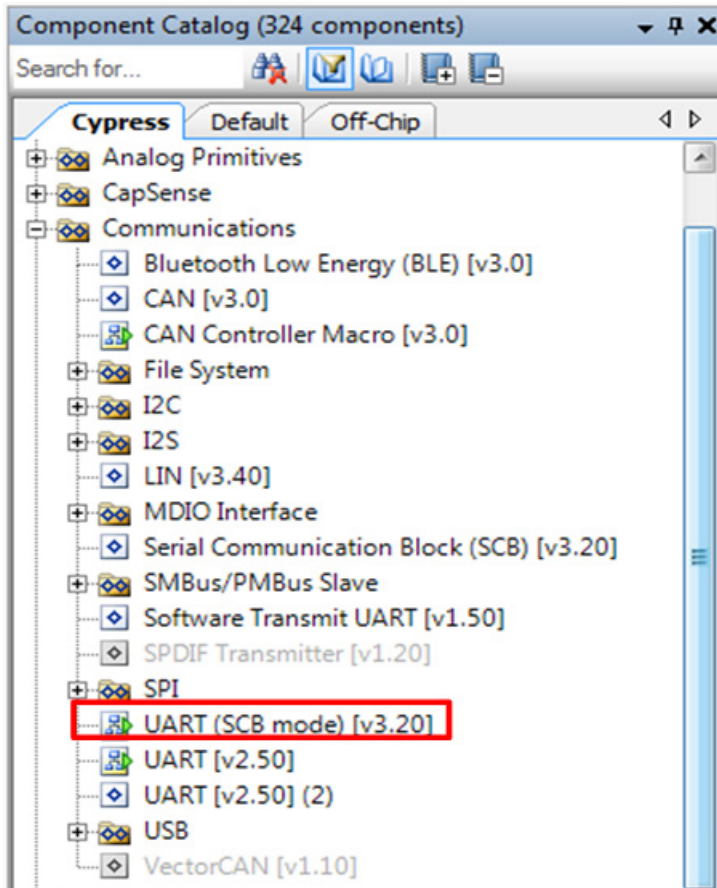 Component Catalog (324 components)
Search for...
Cypress Default Off-Chip
Analog Primitives
CapSense
Communications
Bluetooth Low Energy (BLE) [v3.0]
CAN [v3.0]
CAN Controller Macro [v3.0]
File System
I2C
I2S
LIN [v3.40]
MDIO Interface
Serial Communication Block (SCB) [v3.20]
SMBus/PMBus Slave
Software Transmit UART [v1.50]
SPDIF Transmitter [v1.20]
SPI
UART (SCB mode) [v3.20]
UART [v2.50]
UART [v2.50] (2)
USB
VectorCAN [v1.10]